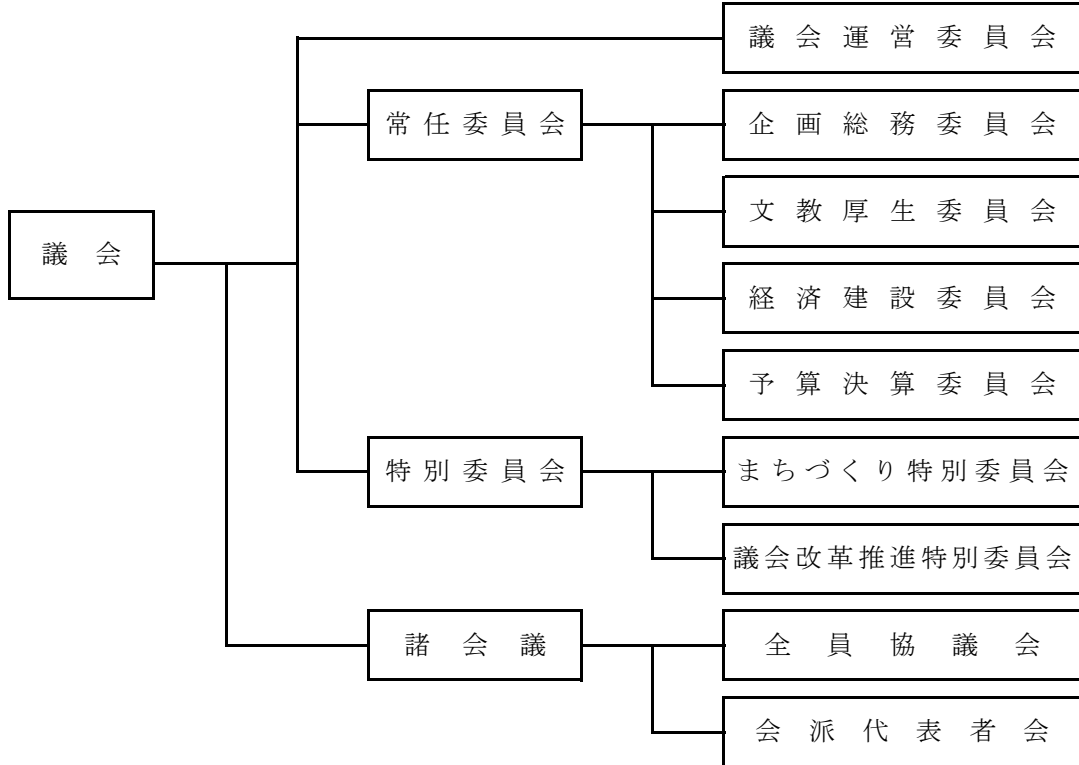 議会運営委員会
常任委員会
企画総務委員会
文教厚生委員会
議会
経済建設委員会
予算決算委員会
特別委員会
まちづくり特別委員会
議会改革推進特別委員会
諸会議
全員協議会
会派代表者会